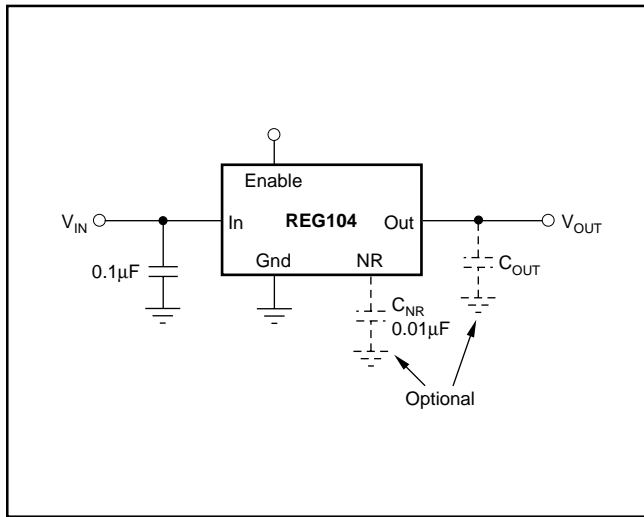 Enable
V_IN
In
REG104
Out
V_OUT
0.1µF
Gnd
NR
C_OUT
C_NR
0.01µF
Optional